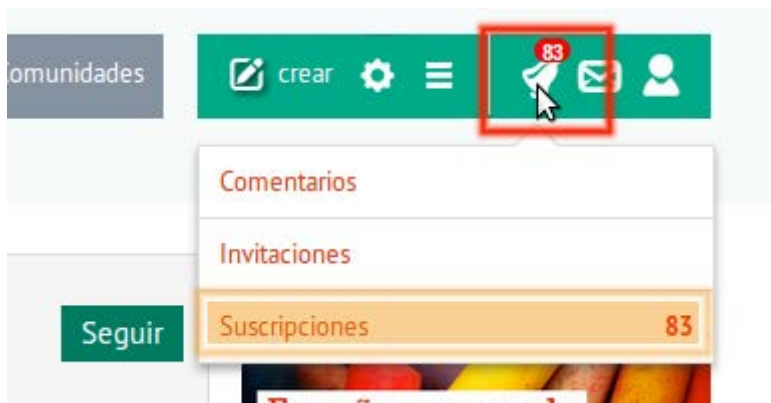 omunidades
crear
83
Comentarios
Invitaciones
Suscripciones 83
Seguir